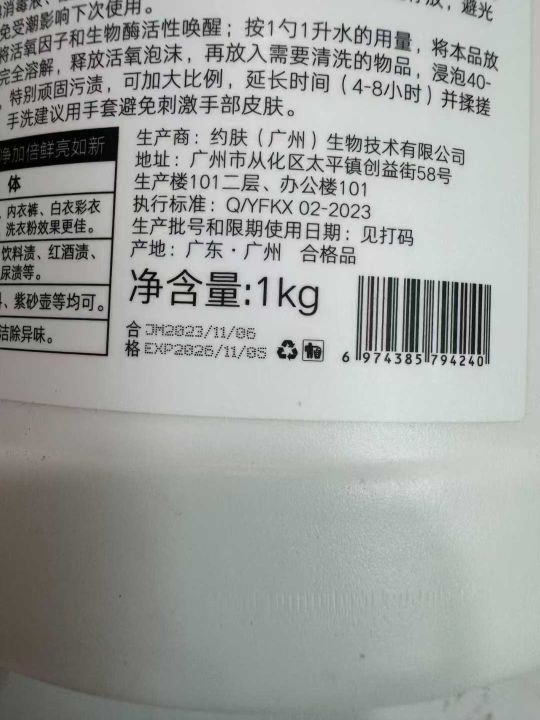 免受潮影响下次使用。
将活氧因子和生物酶活性唤醒；按1勺1升水的用量，将本品放
完全溶解，释放活氧泡沫，再放入需要清洗的物品，浸泡40-
特别顽固污渍，可加大比例，延长时间（4-8小时）并揉搓
手洗建议用手套避免刺激手部皮肤。
净加倍鲜亮如新
体
内衣裤、白衣彩衣
洗衣粉效果更佳。
饮料渍、红酒渍、
尿渍等。
紫砂壶等均可。
洁除异味。
生产商：约肤（广州）生物技术有限公司
地址：广州市从化区太平镇创益街58号
生产楼101二层、办公楼101
执行标准：Q/YFKX 02-2023
生产批号和限期使用日期：见打码
产地：广东·广州 合格品
净含量:1kg
合 JM2023/11/06
格 EXP2026/11/05
6 974385 794240